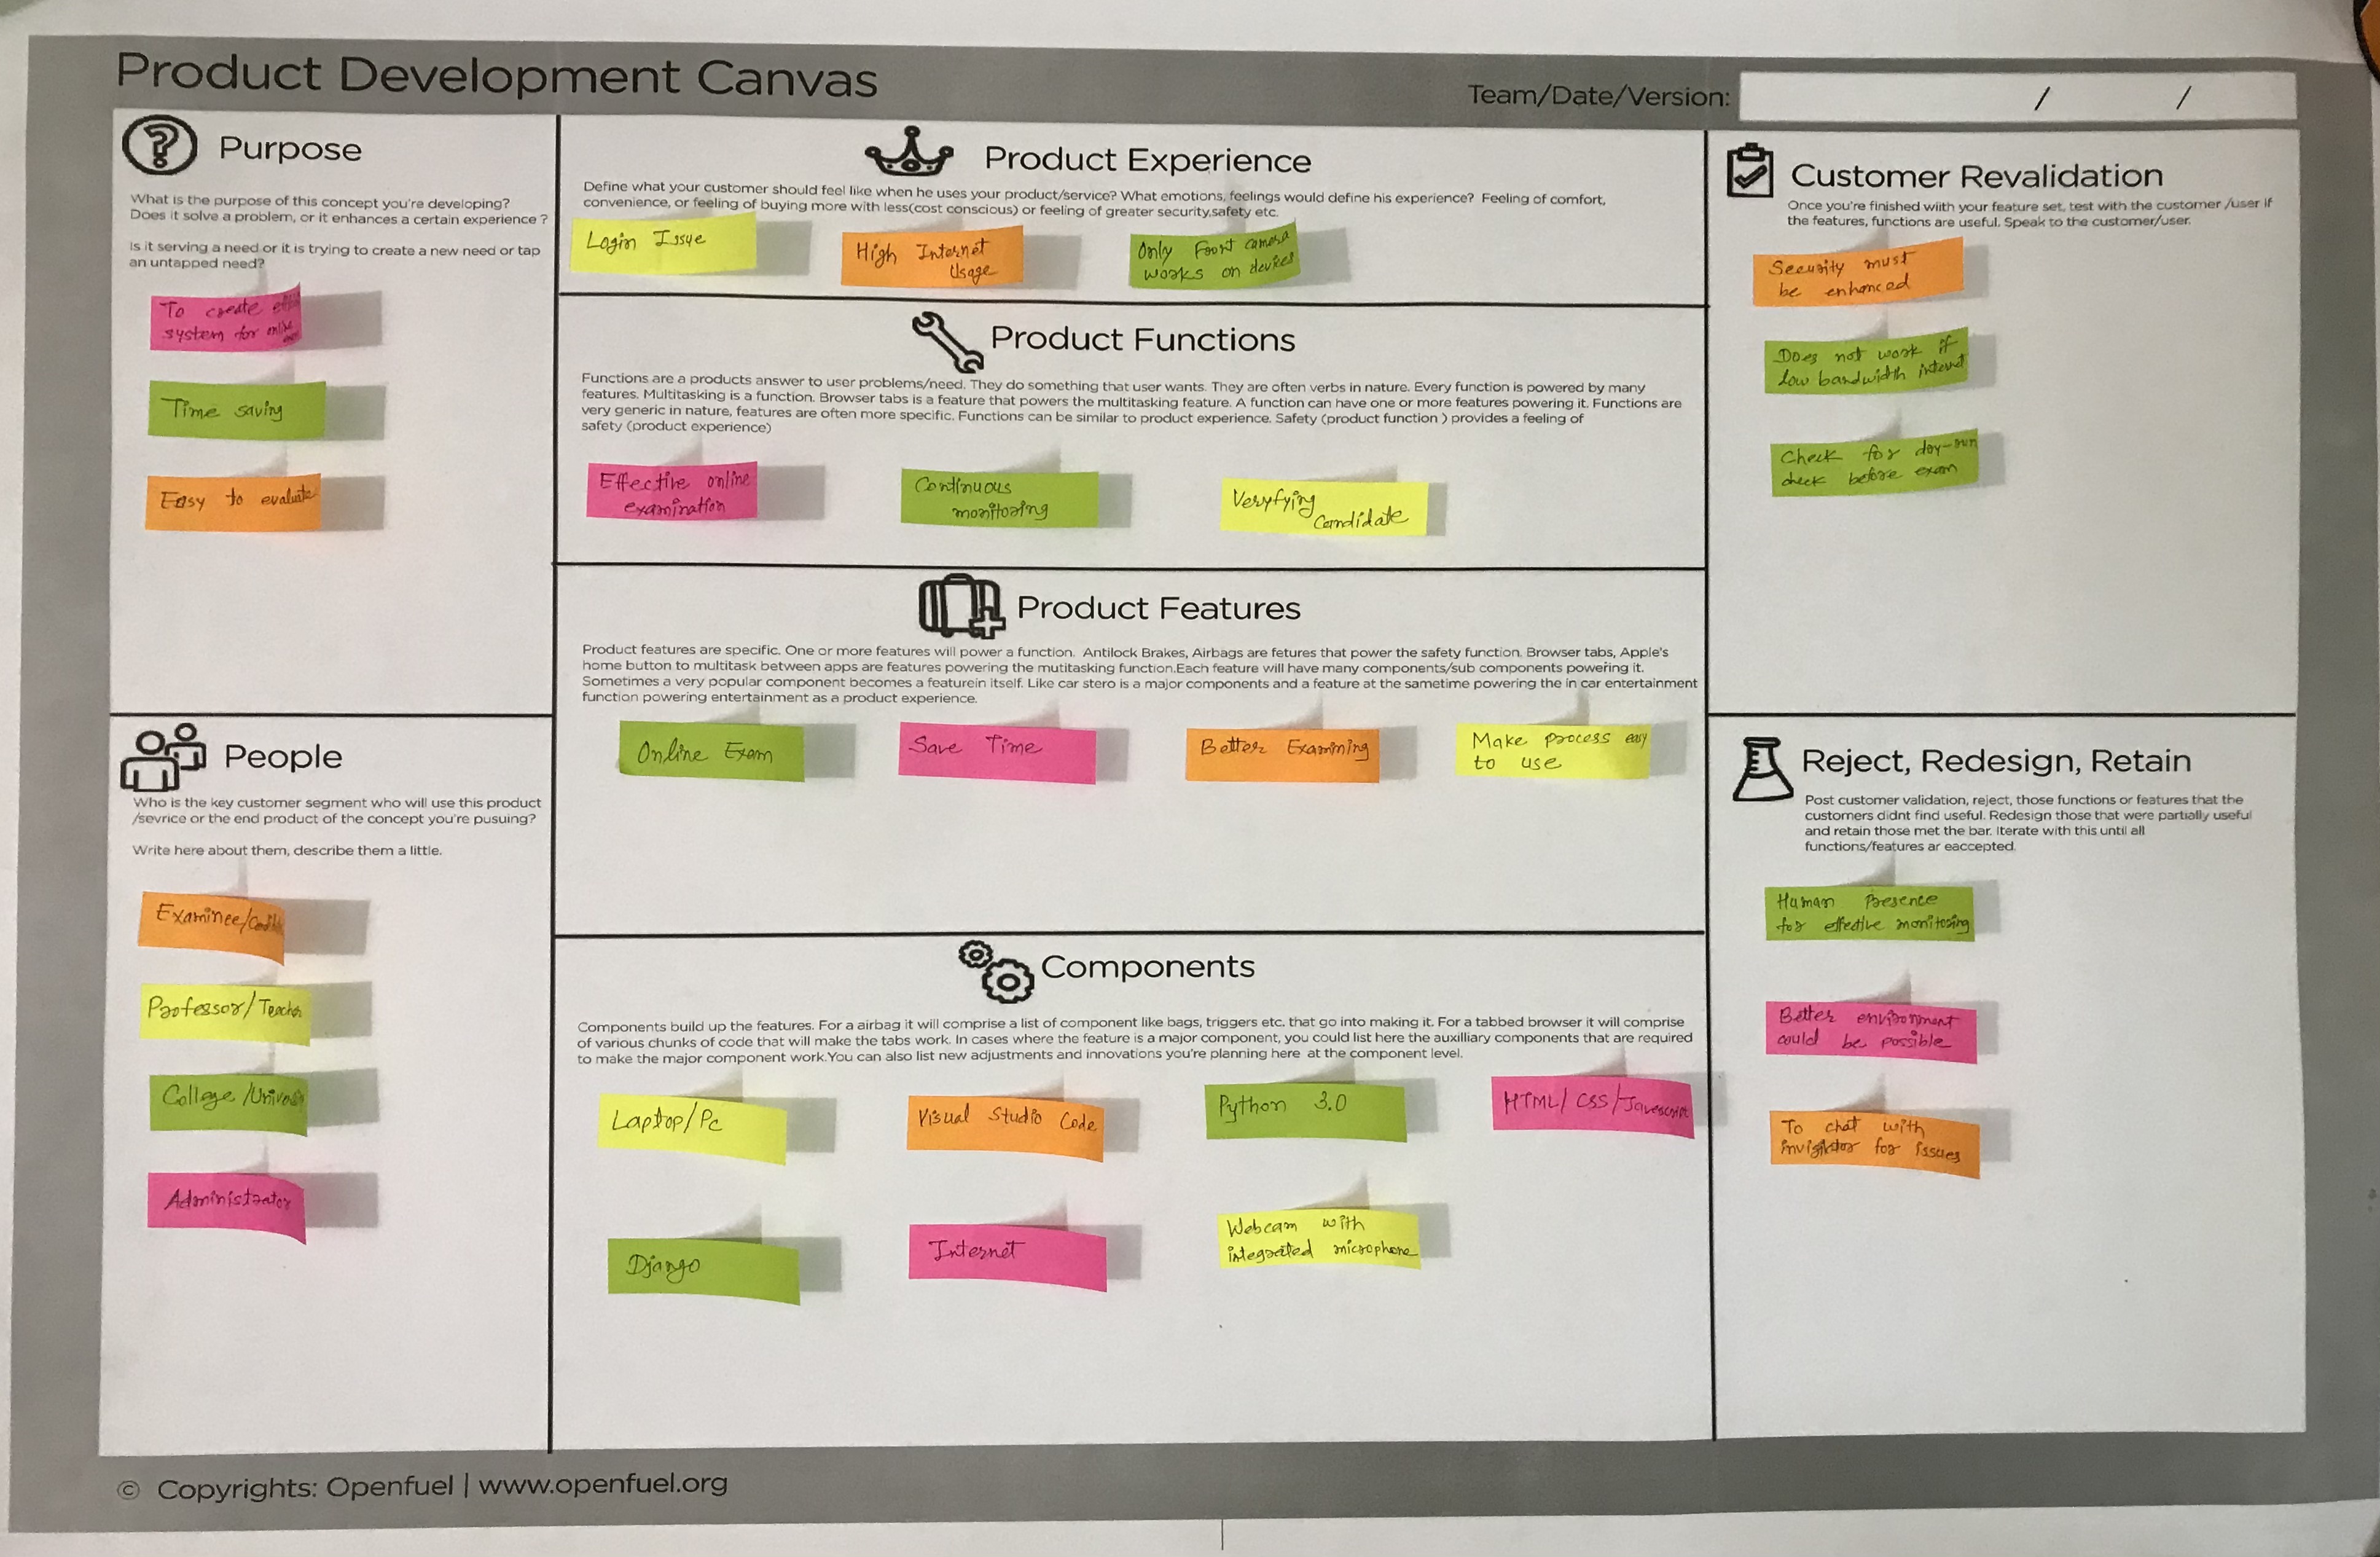 Product Development Canvas
Team/Date/Version:
/ /
Purpose
What is the purpose of this concept you're developing?
Does it solve a problem, or it enhances a certain experience ?
Is it serving a need or it is trying to create a new need or tap
an untapped need?
To create
system for
Time saving
Easy to evaluate
People
Who is the key customer segment who will use this product
/sevrice or the end product of the concept you're pusuing?
Write here about them, describe them a little.
Examinee/
Professor/Teacher
College /
Administrator
Product Experience
Define what your customer should feel like when he uses your product/service? What emotions, feelings would define his experience? Feeling of comfort,
convenience, or feeling of buying more with less(cost conscious) or feeling of greater security,safety etc.
Login Issue
High Internet
Usage
Only Front camera
works on devices
Product Functions
Functions are a products answer to user problems/need. They do something that user wants. They are often verbs in nature. Every function is powered by many
features. Multitasking is a function. Browser tabs is a feature that powers the multitasking feature. A function can have one or more features powering it. Functions are
very generic in nature, features are often more specific. Functions can be similar to product experience. Safety (product function ) provides a feeling of
safety (product experience)
Effective online
examination
Continuous
monitoring
Veryfying
Candidate
Product Features
Product features are specific. One or more features will power a function. Antilock Brakes, Airbags are fetures that power the safety function. Browser tabs, Apple's
home button to multitask between apps are features powering the mutitasking function.Each feature will have many components/sub components powering it.
Sometimes a very popular component becomes a featurein itself. Like car stero is a major components and a feature at the sametime powering the in car entertainment
function powering entertainment as a product experience.
Online Exam
Save Time
Better Examining
Make process easy
to use
Components
Components build up the features. For a airbag it will comprise a list of component like bags, triggers etc. that go into making it. For a tabbed browser it will comprise
of various chunks of code that will make the tabs work. In cases where the feature is a major component, you could list here the auxilliary components that are required
to make the major component work.You can also list new adjustments and innovations you're planning here at the component level.
Laptop/PC
Visual Studio Code
Python 3.0
HTML/CSS/Javascript
Django
Internet
Webcam with
integrated microphone
Customer Revalidation
Once you're finished wiith your feature set, test with the customer /user if
the features, functions are useful. Speak to the customer/user.
Security must
be enhanced
Does not work if
low bandwidth internet
Check for dry-run
check before exam
Reject, Redesign, Retain
Post customer validation, reject, those functions or features that the
customers didnt find useful. Redesign those that were partially useful
and retain those met the bar. Iterate with this until all
functions/features ar eaccepted.
Human Presence
for effective monitoring
Better environment
could be possible
To chat with
for issues
© Copyrights: Openfuel | www.openfuel.org